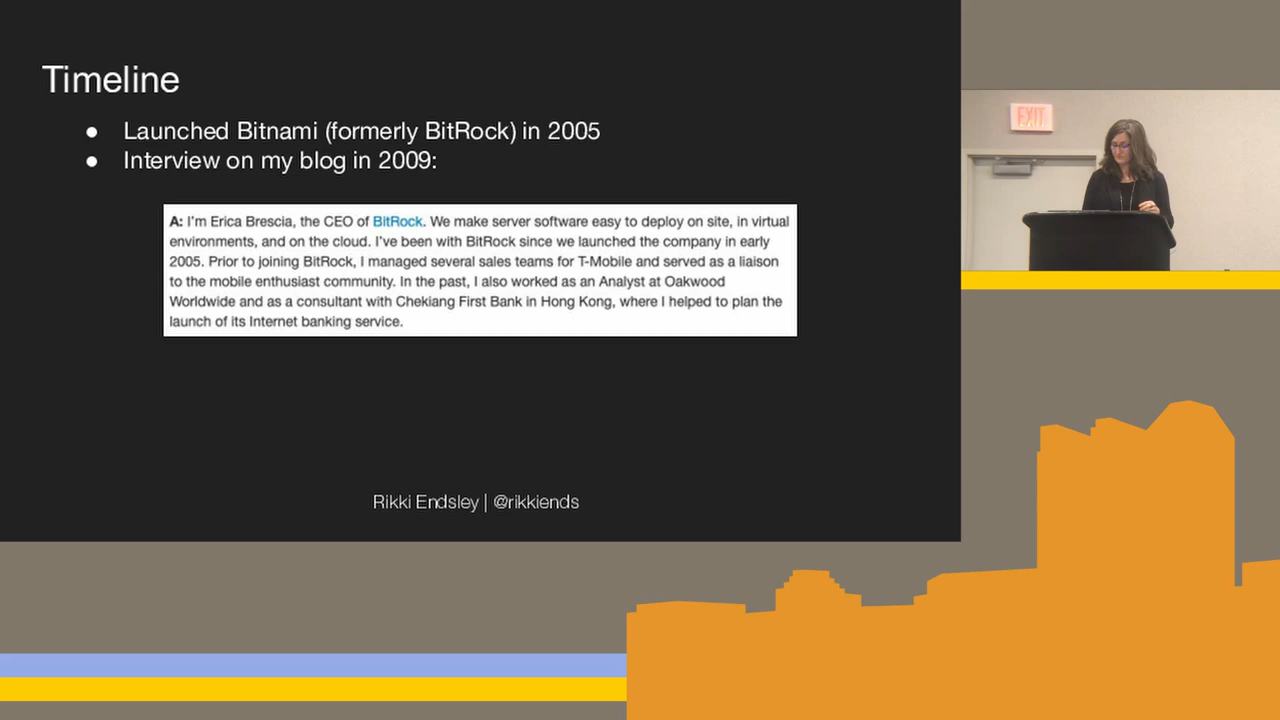 Timeline
● Launched Bitnami (formerly BitRock) in 2005
● Interview on my blog in 2009:
A: I'm Erica Brescia, the CEO of BitRock. We make server software easy to deploy on site, in virtual
environments, and on the cloud. I've been with BitRock since we launched the company in early
2005. Prior to joining BitRock, I managed several sales teams for T-Mobile and served as a liaison
to the mobile enthusiast community. In the past, I also worked as an Analyst at Oakwood
Worldwide and as a consultant with Chekiang First Bank in Hong Kong, where I helped to plan the
launch of its Internet banking service.
Rikki Endsley | @rikkiends
EXIT